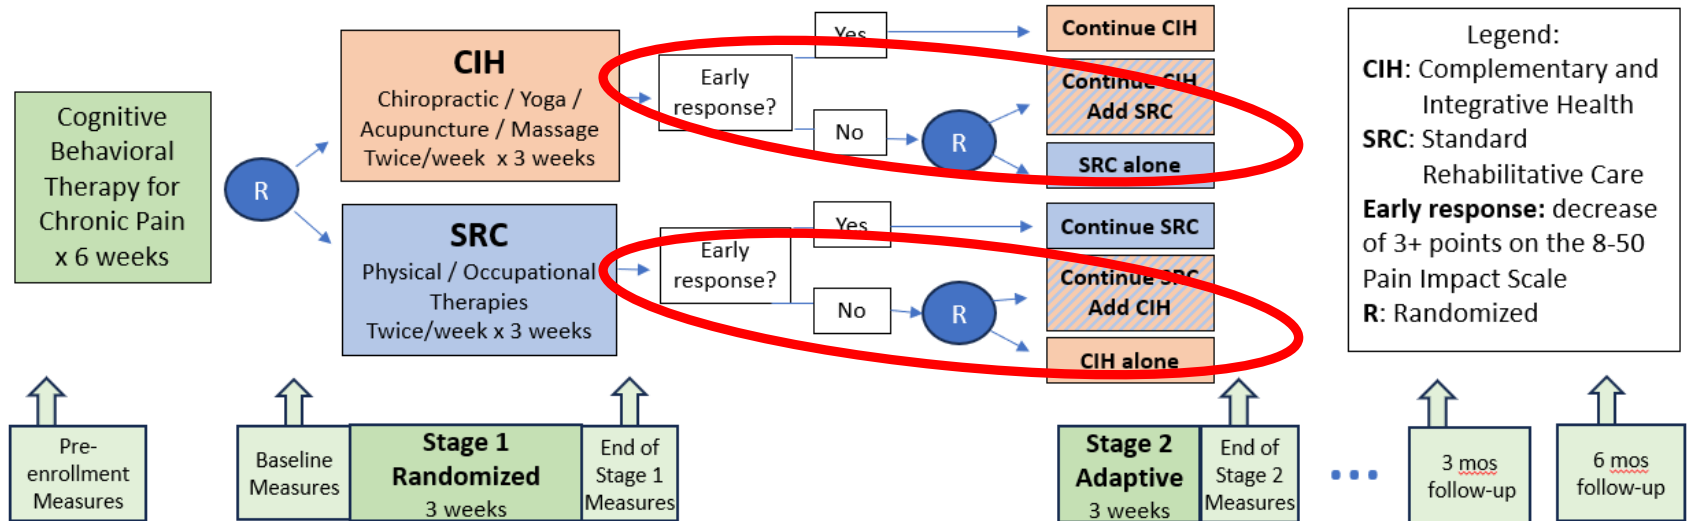 Cognitive
Behavioral
Therapy for
Chronic Pain
x 6 weeks
R
CIH
Chiropractic / Yoga /
Acupuncture / Massage
Twice/week x 3 weeks
SRC
Physical / Occupational
Therapies
Twice/week x 3 weeks
Early
response?
Yes
No
R
Continue CIH
Continue CIH
Add SRC
SRC alone
Early
response?
Yes
No
R
Continue SRC
Continue SRC
Add CIH
CIH alone
Legend:
CIH: Complementary and
Integrative Health
SRC: Standard
Rehabilitative Care
Early response: decrease
of 3+ points on the 8-50
Pain Impact Scale
R: Randomized
Pre-
enrollment
Measures
Baseline
Measures
Stage 1
Randomized
3 weeks
End of
Stage 1
Measures
Stage 2
Adaptive
3 weeks
End of
Stage 2
Measures
...
3 mos
follow-up
6 mos
follow-up